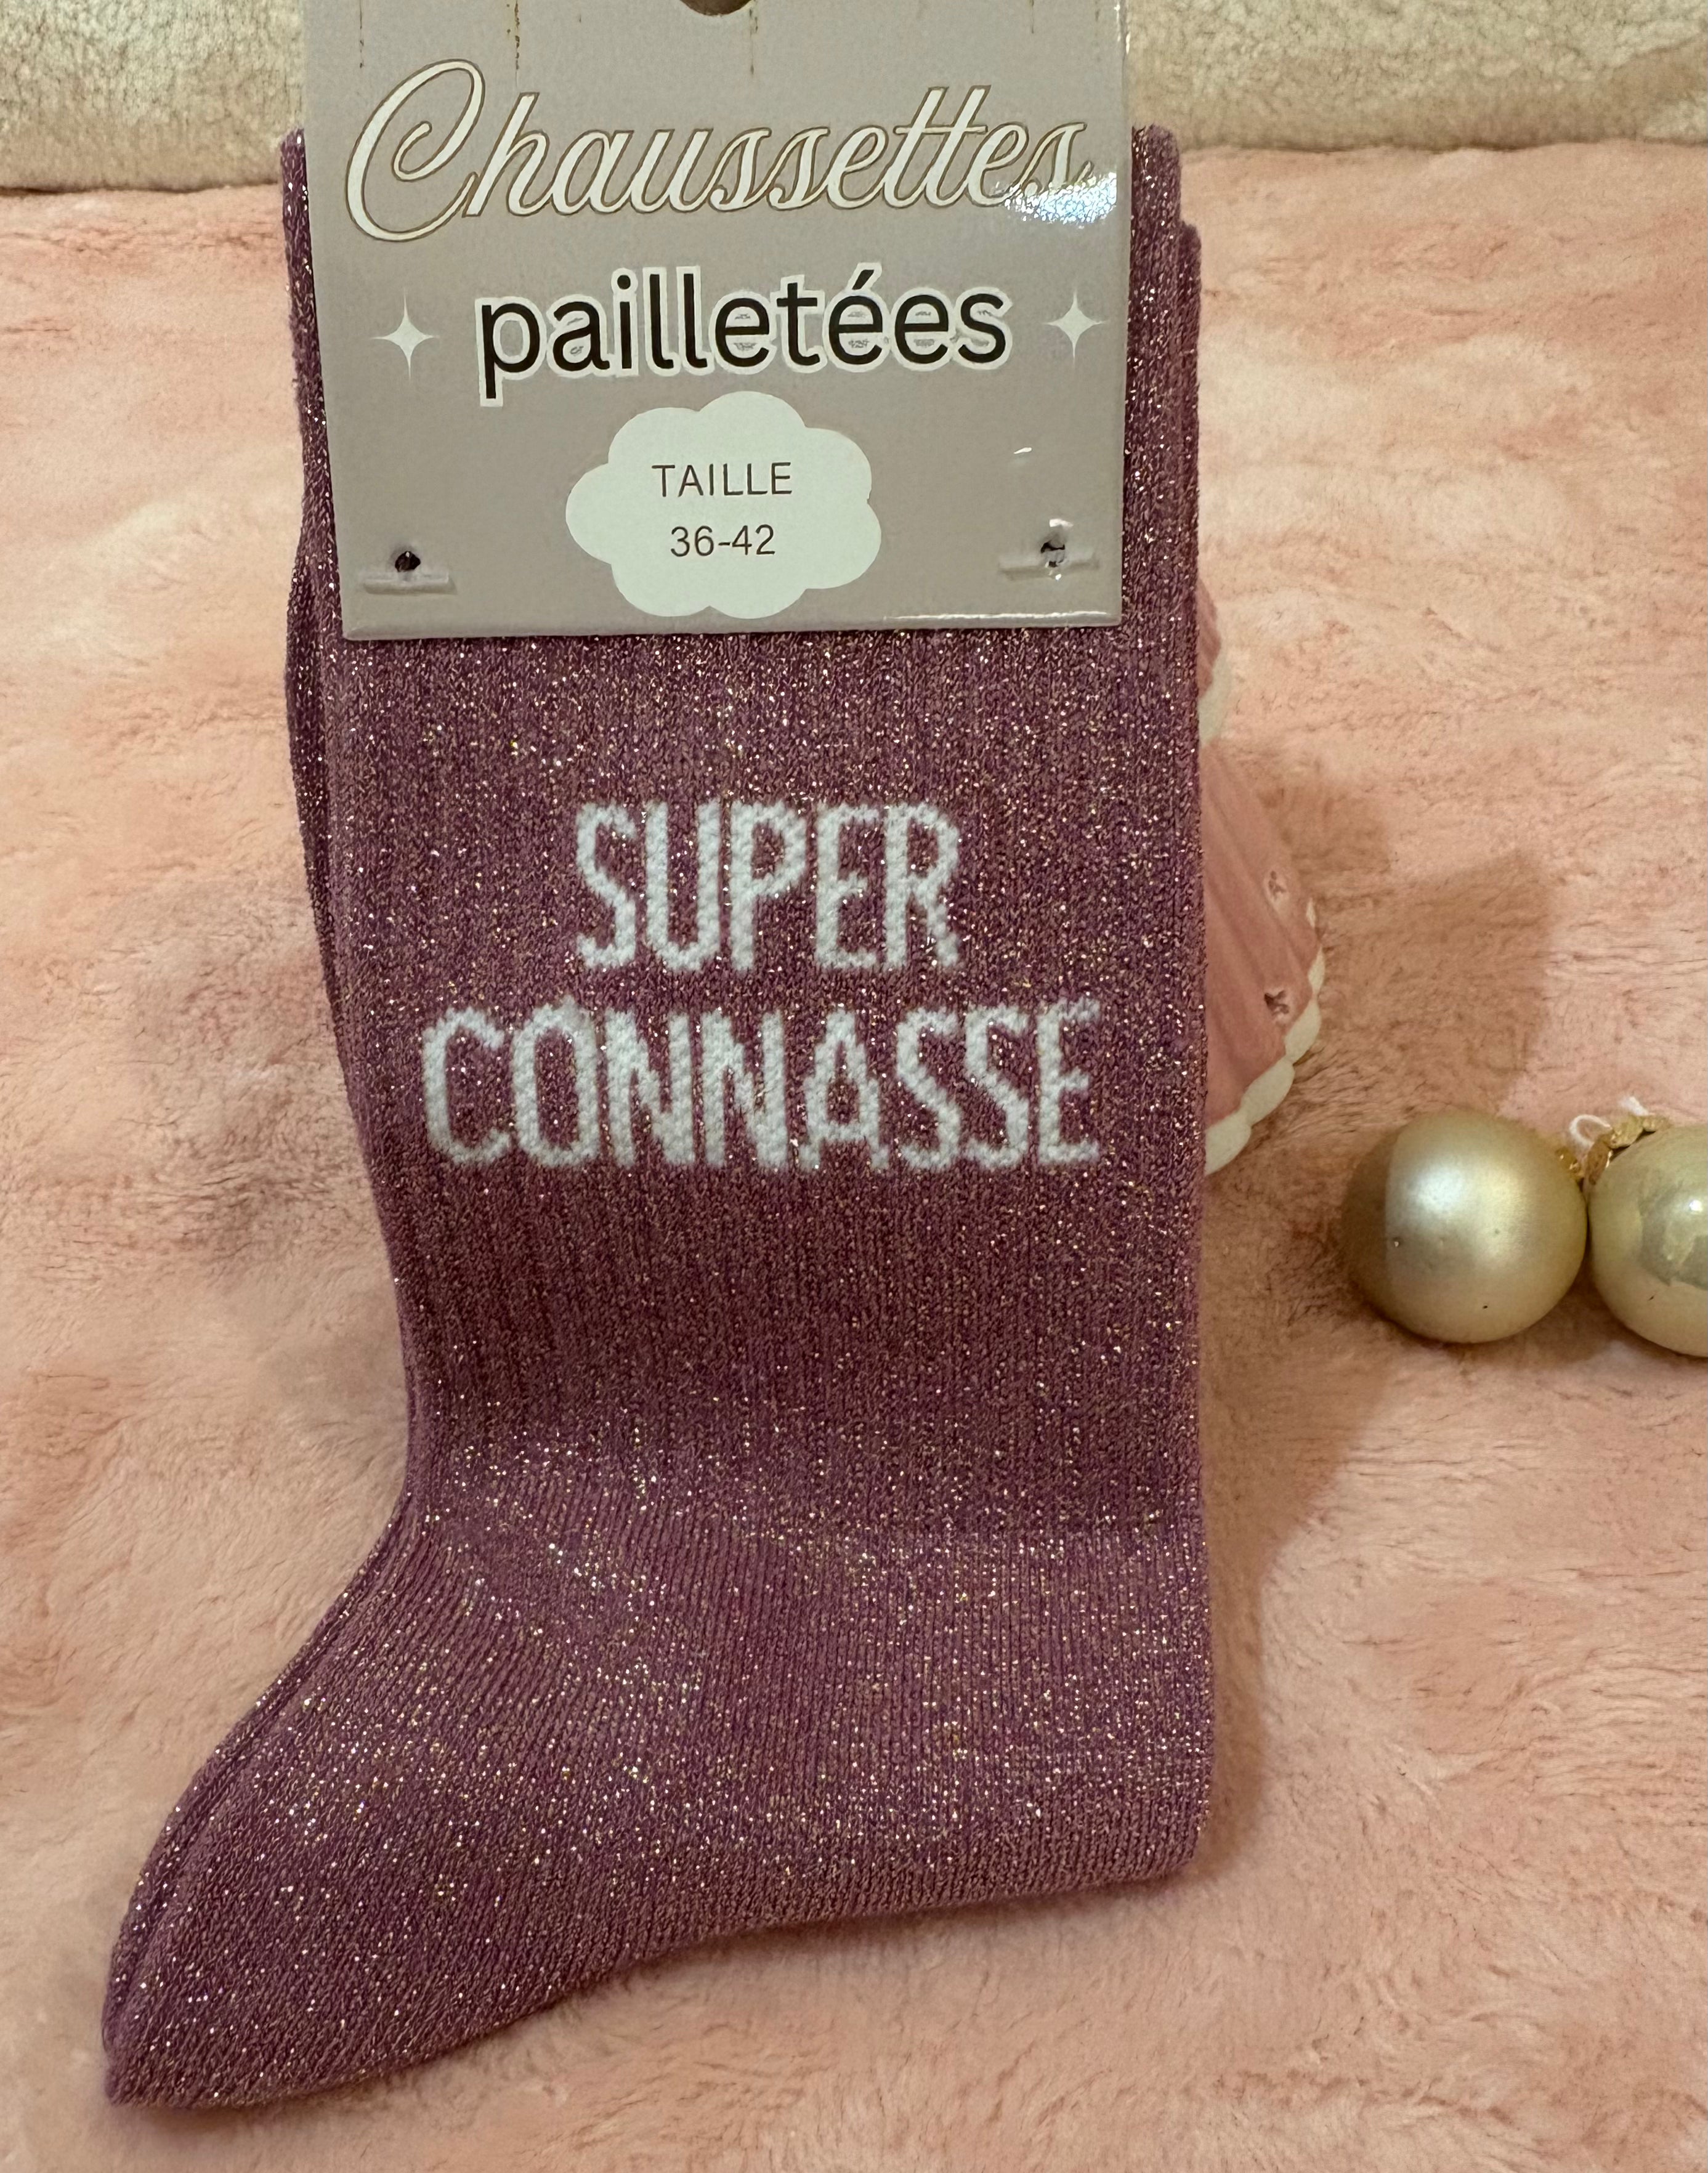 Chaussettes
pailletées
TAILLE
36-42
SUPER
CONNASSE